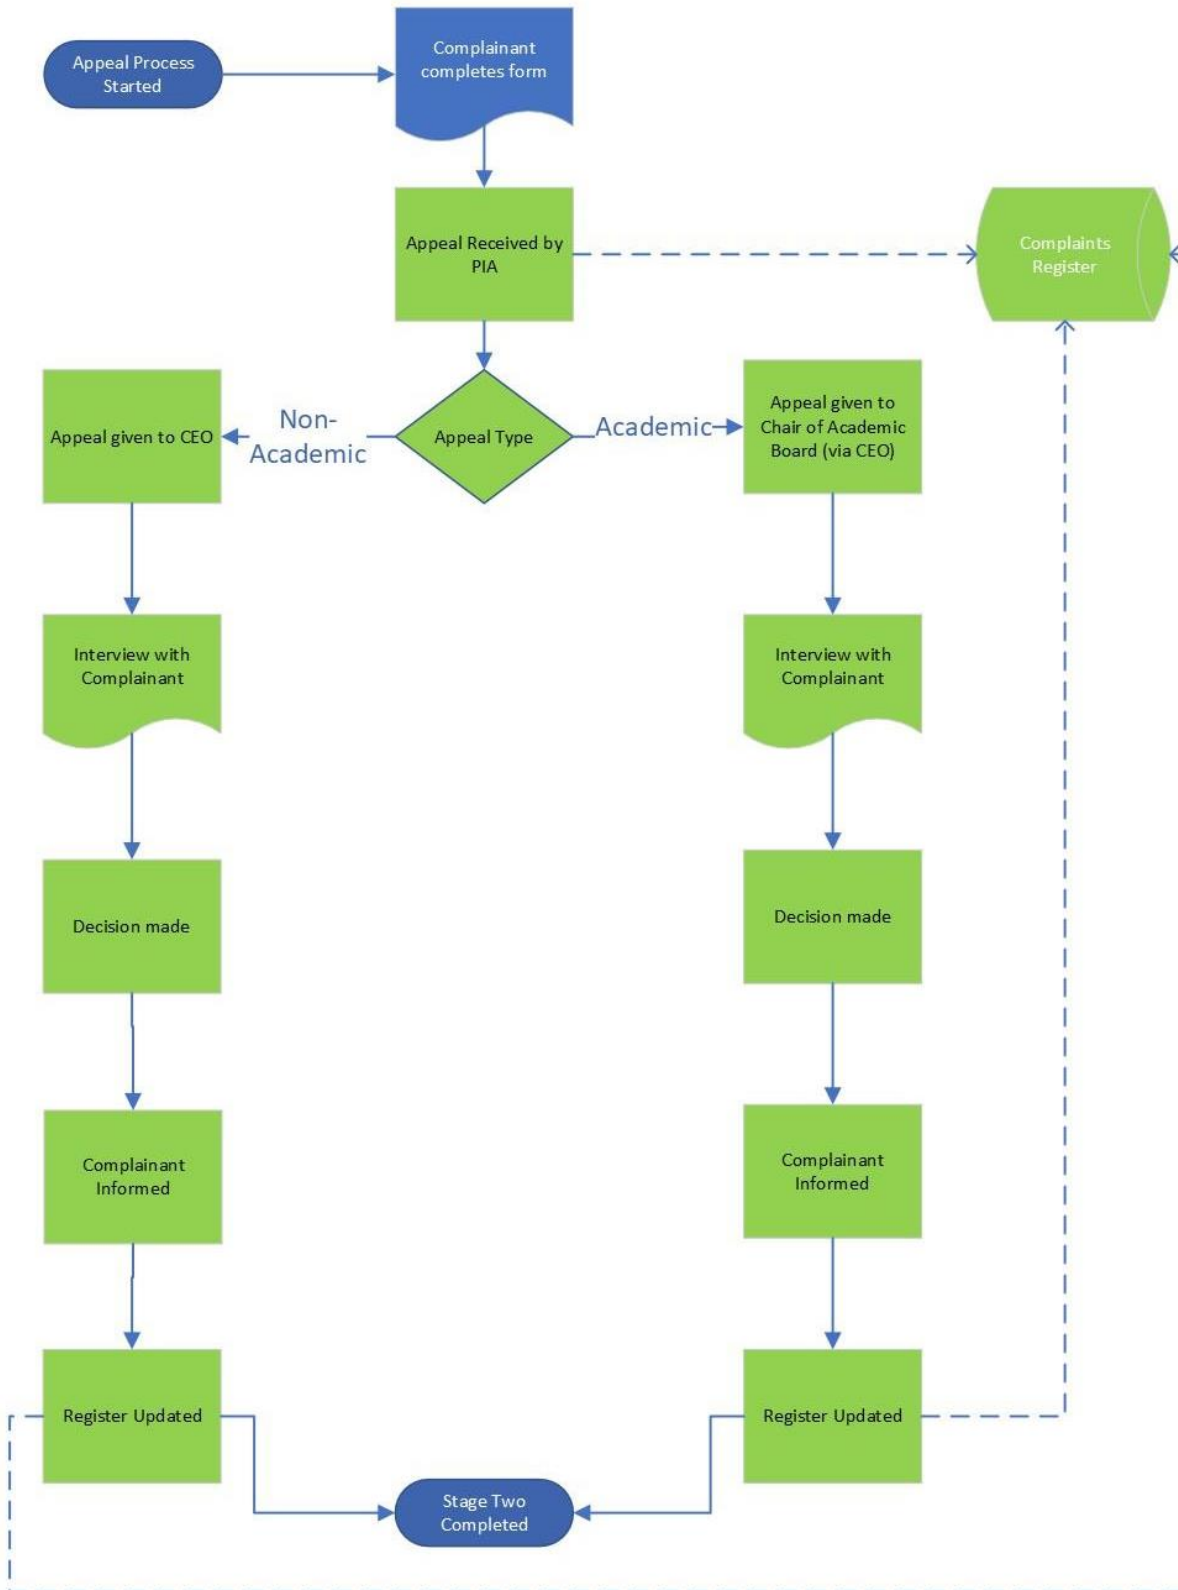 Appeal Process
Started
Complainant
completes form
Appeal Received by
PIA
Complaints
Register
Appeal given to CEO
Non-
Academic
Appeal Type
Academic
Appeal given to
Chair of Academic
Board (via CEO)
Interview with
Complainant
Interview with
Complainant
Decision made
Decision made
Complainant
Informed
Complainant
Informed
Register Updated
Register Updated
Stage Two
Completed